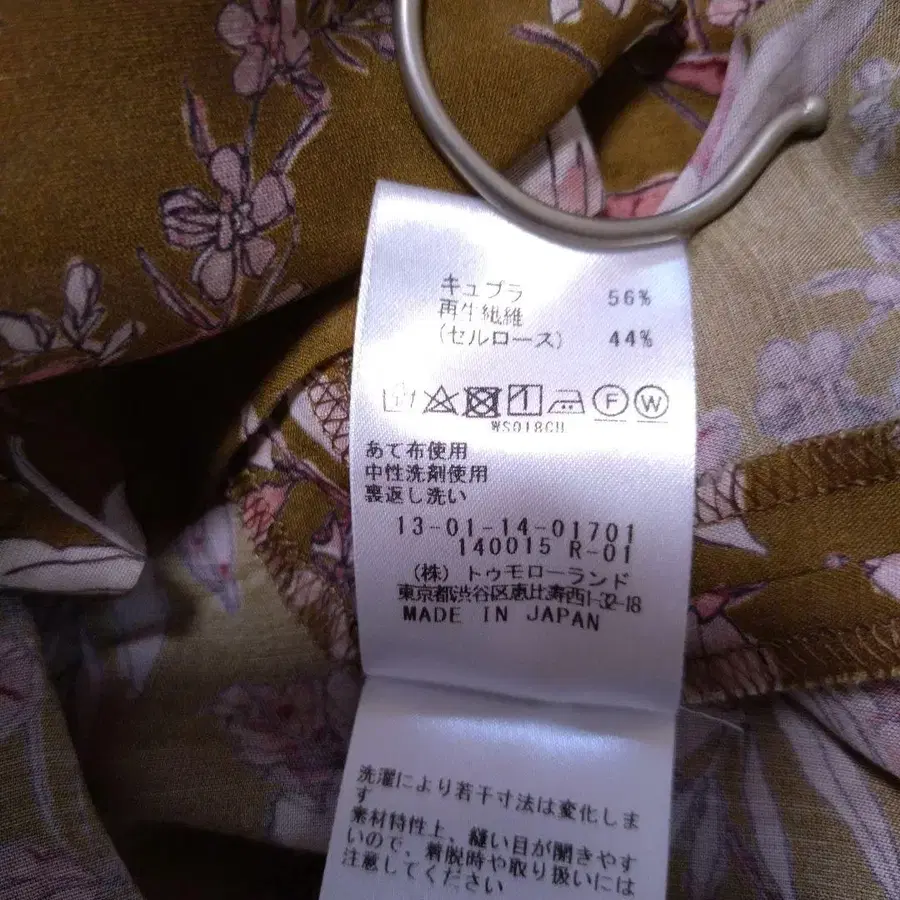 キュプラ 56%
再生繊維
(セルロース) 44%
F W
WS018CH
あて布使用
中性洗剤使用
裏返し洗い
13-01-14-01701
140015 R-01
(株) トゥモローランド
東京都渋谷区恵比寿西1-32-18
MADE IN JAPAN
洗濯により若干寸法は変化しま
す
素材特性上、縫い目が開きやす
いので、着脱時や取り扱いには
注意してください